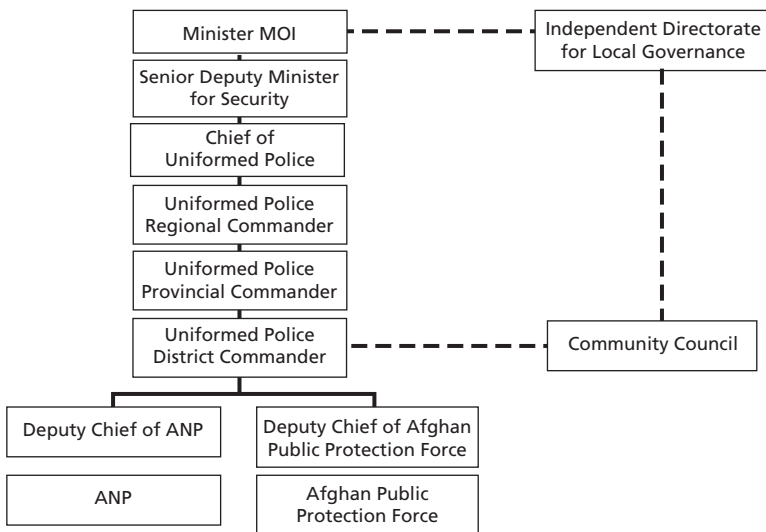 Minister MOI
Independent Directorate
for Local Governance
Senior Deputy Minister
for Security
Chief of
Uniformed Police
Uniformed Police
Regional Commander
Uniformed Police
Provincial Commander
Uniformed Police
District Commander
Community Council
Deputy Chief of ANP
Deputy Chief of Afghan
Public Protection Force
ANP
Afghan Public
Protection Force